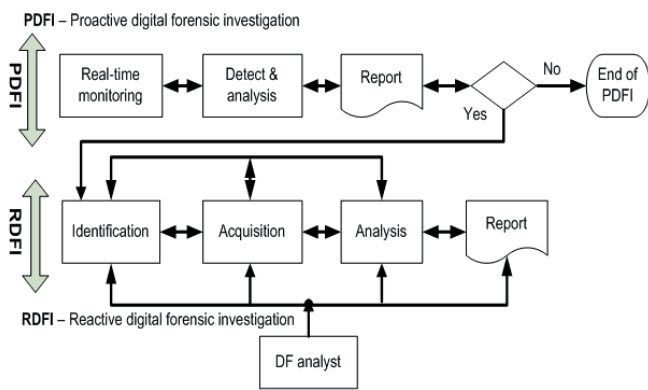 PDFI – Proactive digital forensic investigation
PDFI
Real-time
monitoring
Detect &
analysis
Report
No
Yes
End of
PDFI
RDFI
Identification
Acquisition
Analysis
Report
RDFI – Reactive digital forensic investigation
DF analyst